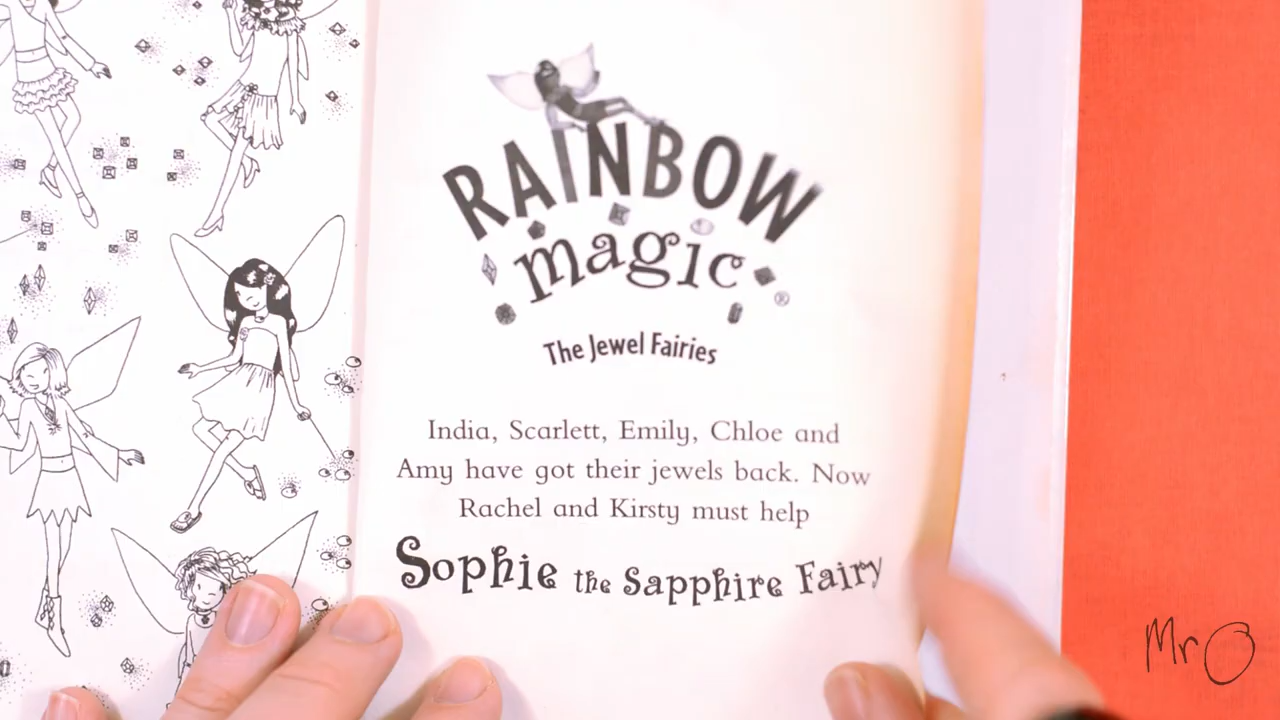 RAINBOW
magic®
The Jewel Fairies
India, Scarlett, Emily, Chloe and
Amy have got their jewels back. Now
Rachel and Kirsty must help
Sophie the Sapphire Fairy
Mr O